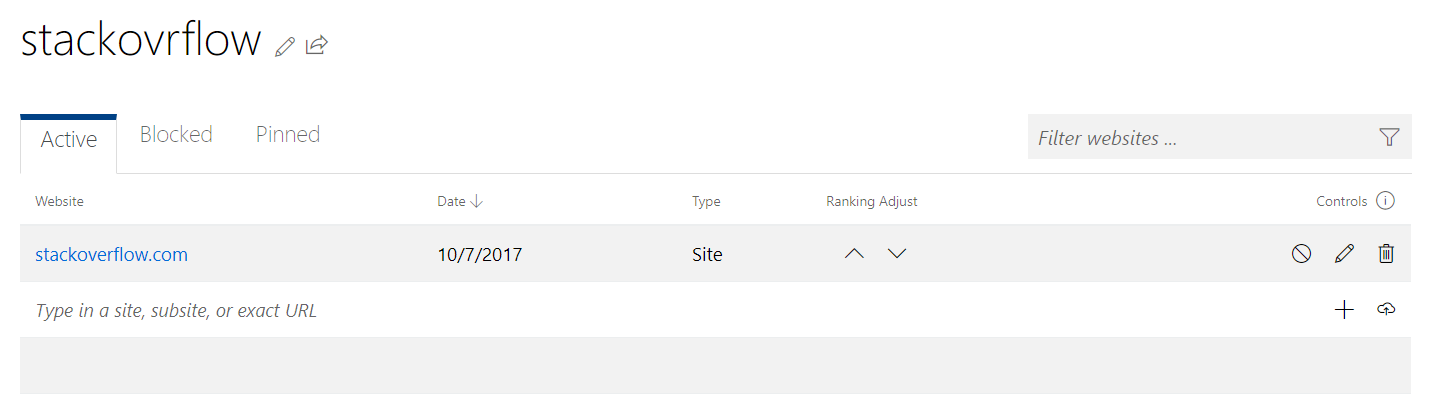 stackovrflow
Active Blocked Pinned
Filter websites ...
Website Date Type Ranking Adjust Controls
stackoverflow.com 10/7/2017 Site
Type in a site, subsite, or exact URL